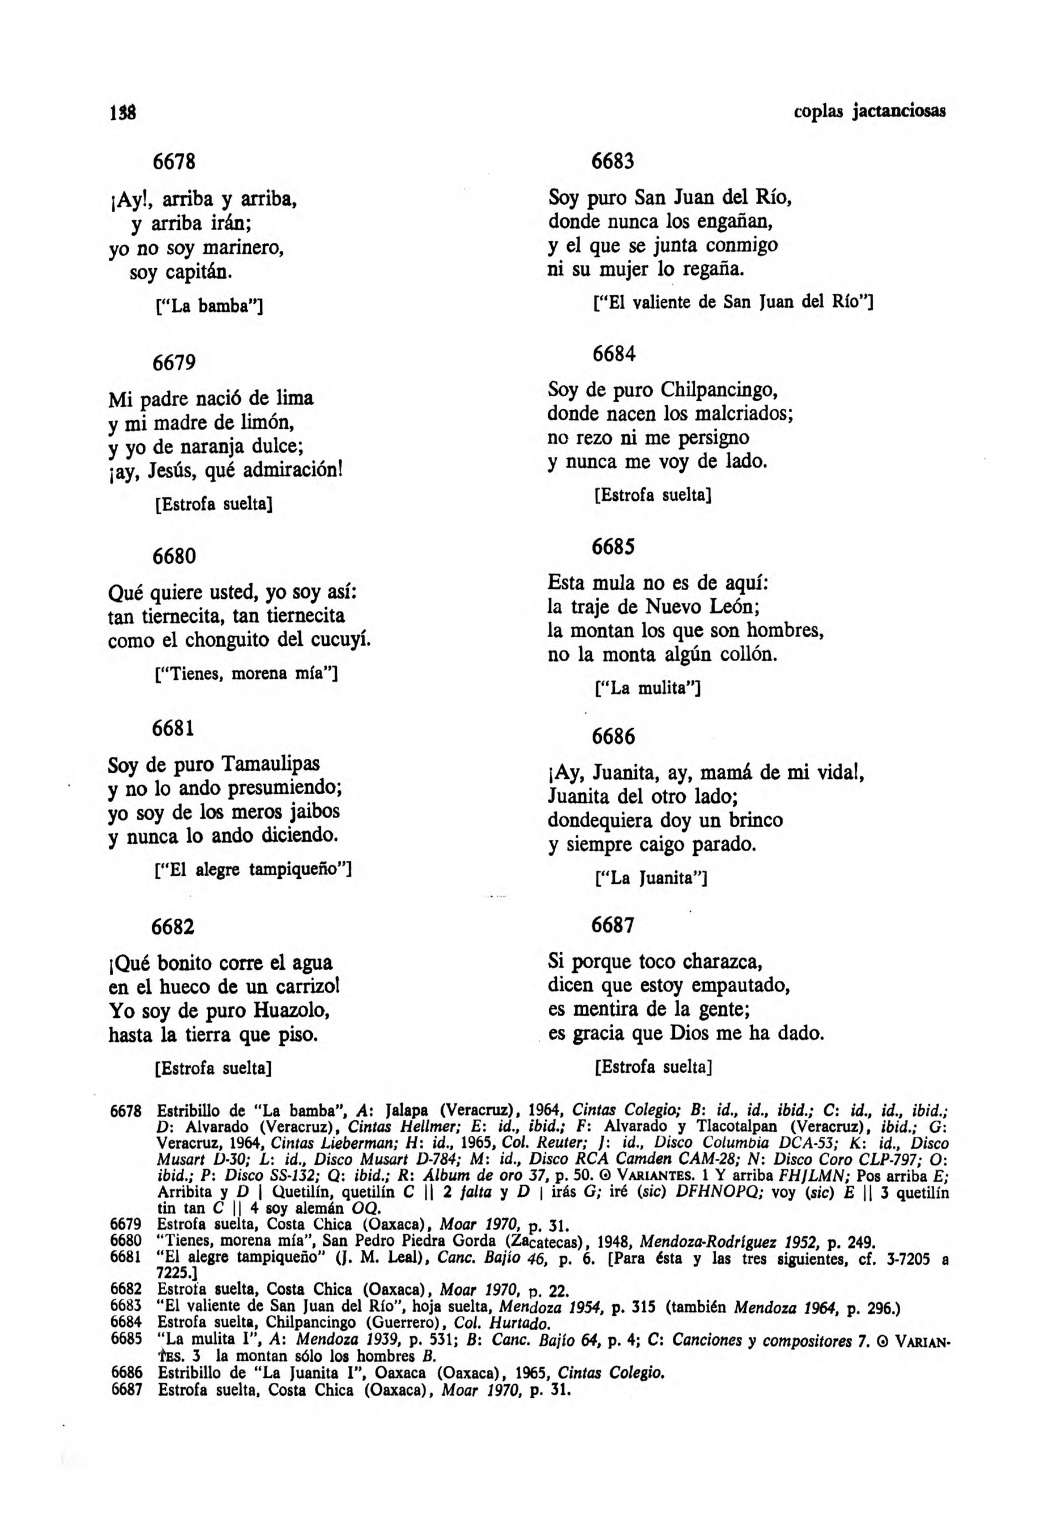 138
coplas jactanciosas
6678
¡Ay!, arriba y arriba,
y arriba irán;
yo no soy marinero,
soy capitán.
["La bamba"]
6679
Mi padre nació de lima
y mi madre de limón,
y yo de naranja dulce;
¡ay, Jesús, qué admiración!
[Estrofa suelta]
6680
Qué quiere usted, yo soy así:
tan tiernecita, tan tiernecita
como el chonguito del cucuyí.
["Tienes, morena mía"]
6681
Soy de puro Tamaulipas
y no lo ando presumiendo;
yo soy de los meros jaibos
y nunca lo ando diciendo.
["El alegre tampiqueño"]
6682
¡Qué bonito corre el agua
en el hueco de un carrizo!
Yo soy de puro Huazolo,
hasta la tierra que piso.
[Estrofa suelta]
6683
Soy puro San Juan del Río,
donde nunca los engañan,
y el que se junta conmigo
ni su mujer lo regaña.
["El valiente de San Juan del Río"]
6684
Soy de puro Chilpancingo,
donde nacen los malcriados;
no rezo ni me persigno
y nunca me voy de lado.
[Estrofa suelta]
6685
Esta mula no es de aquí:
la traje de Nuevo León;
la montan los que son hombres,
no la monta algún collón.
["La mulita"]
6686
¡Ay, Juanita, ay, mamá de mi vida!,
Juanita del otro lado;
dondequiera doy un brinco
y siempre caigo parado.
["La Juanita"]
6687
Si porque toco charazca,
dicen que estoy empautado,
es mentira de la gente;
es gracia que Dios me ha dado.
[Estrofa suelta]
6678 Estribillo de "La bamba", A: Jalapa (Veracruz), 1964, Cintas Colegio; B: id., id., ibid.; C: id., id., ibid.;
D: Alvarado (Veracruz), Cintas Hellmer; E: id., ibid.; F: Alvarado y Tlacotalpan (Veracruz), ibid.; G:
Veracruz, 1964, Cintas Lieberman; H: id., 1965, Col. Reuter; J: id., Disco Columbia DCA-53; K: id., Disco
Musart D-30; L: id., Disco Musart D-784; M: id., Disco RCA Camden CAM-28; N: Disco Coro CLP-797; O:
ibid.; P: Disco SS-132; Q: ibid.; R: Álbum de oro 37, p. 50. ⊙ VARIANTES. 1 Y arriba FHJLMN; Pos arriba E;
Arribita y D | Quetilín, quetilín C || 2 falta y D | irás G; iré (sic) DFHNOPQ; voy (sic) E || 3 quetilín
tin tan C || 4 soy alemán OQ.
6679 Estrofa suelta, Costa Chica (Oaxaca), Moar 1970, p. 31.
6680 "Tienes, morena mía", San Pedro Piedra Gorda (Zacatecas), 1948, Mendoza-Rodríguez 1952, p. 249.
6681 "El alegre tampiqueño" (J. M. Leal), Canc. Bajío 46, p. 6. [Para ésta y las tres siguientes, cf. 3-7205 a
7225.]
6682 Estrofa suelta, Costa Chica (Oaxaca), Moar 1970, p. 22.
6683 "El valiente de San Juan del Río", hoja suelta, Mendoza 1954, p. 315 (también Mendoza 1964, p. 296.)
6684 Estrofa suelta, Chilpancingo (Guerrero), Col. Hurtado.
6685 "La mulita I", A: Mendoza 1939, p. 531; B: Canc. Bajío 64, p. 4; C: Canciones y compositores 7. ⊙ VARIAN-
TES. 3 la montan sólo los hombres B.
6686 Estribillo de "La Juanita I", Oaxaca (Oaxaca), 1965, Cintas Colegio.
6687 Estrofa suelta, Costa Chica (Oaxaca), Moar 1970, p. 31.